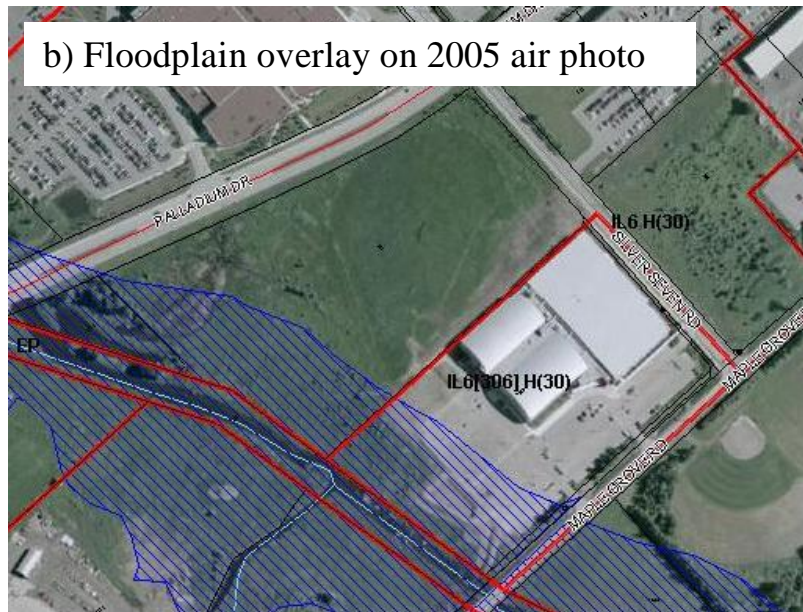 b) Floodplain overlay on 2005 air photo
PALLADIUM DR
IL6 H(30)
SILVER SEVEN RD
EP
IL6[306] H(30)
MAPLE GROVE
MAPLE GROVE RD